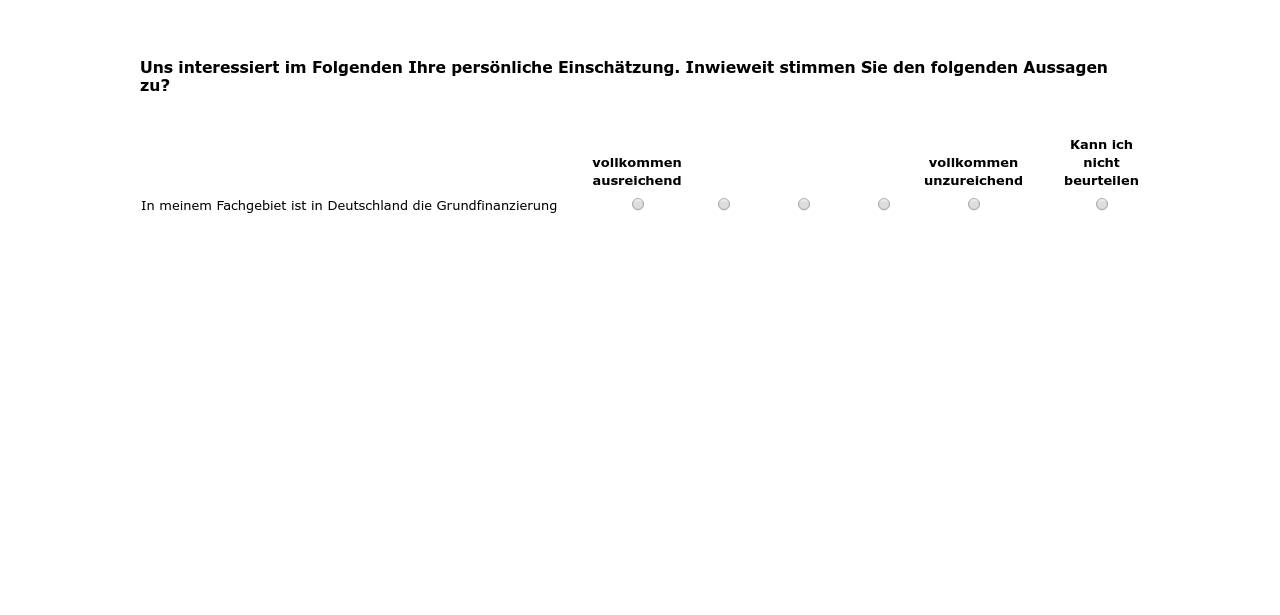 Uns interessiert im Folgenden Ihre persönliche Einschätzung. Inwieweit stimmen Sie den folgenden Aussagen
zu?
vollkommen
ausreichend
vollkommen
unzureichend
Kann ich
nicht
beurteilen
In meinem Fachgebiet ist in Deutschland die Grundfinanzierung